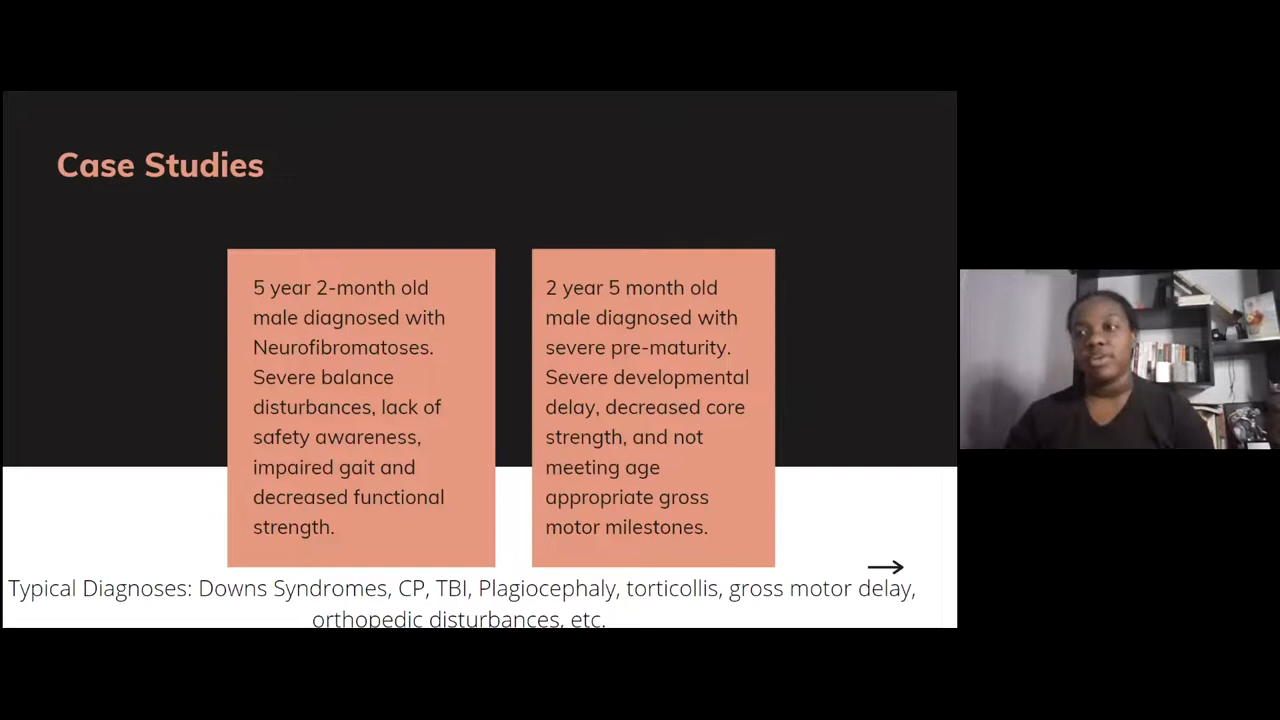 Case Studies
5 year 2-month old
male diagnosed with
Neurofibromatoses.
Severe balance
disturbances, lack of
safety awareness,
impaired gait and
decreased functional
strength.
2 year 5 month old
male diagnosed with
severe pre-maturity.
Severe developmental
delay, decreased core
strength, and not
meeting age
appropriate gross
motor milestones.
Typical Diagnoses: Downs Syndromes, CP, TBI, Plagiocephaly, torticollis, gross motor delay,
orthopedic disturbances, etc.